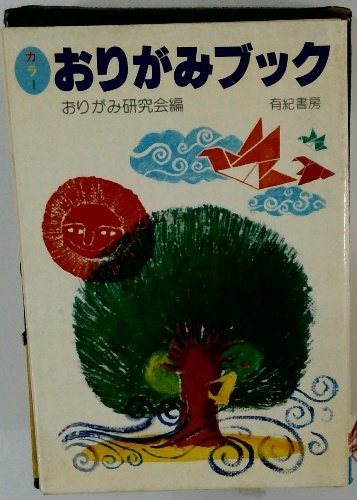 カラー
おりがみブック
おりがみ研究会編
有紀書房